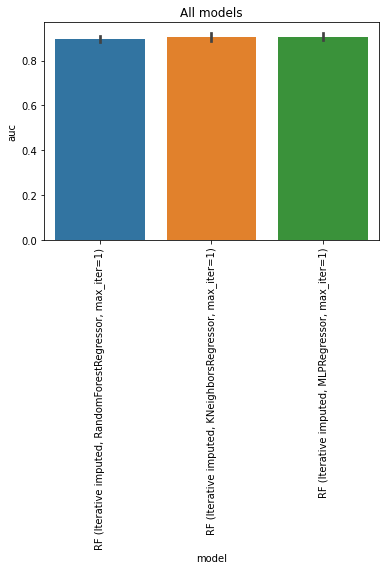 All models
auc
0.8
0.6
0.4
0.2
0.0
RF (Iterative imputed, RandomForestRegressor, max_iter=1)
RF (Iterative imputed, KNeighborsRegressor, max_iter=1)
RF (Iterative imputed, MLPRegressor, max_iter=1)
model